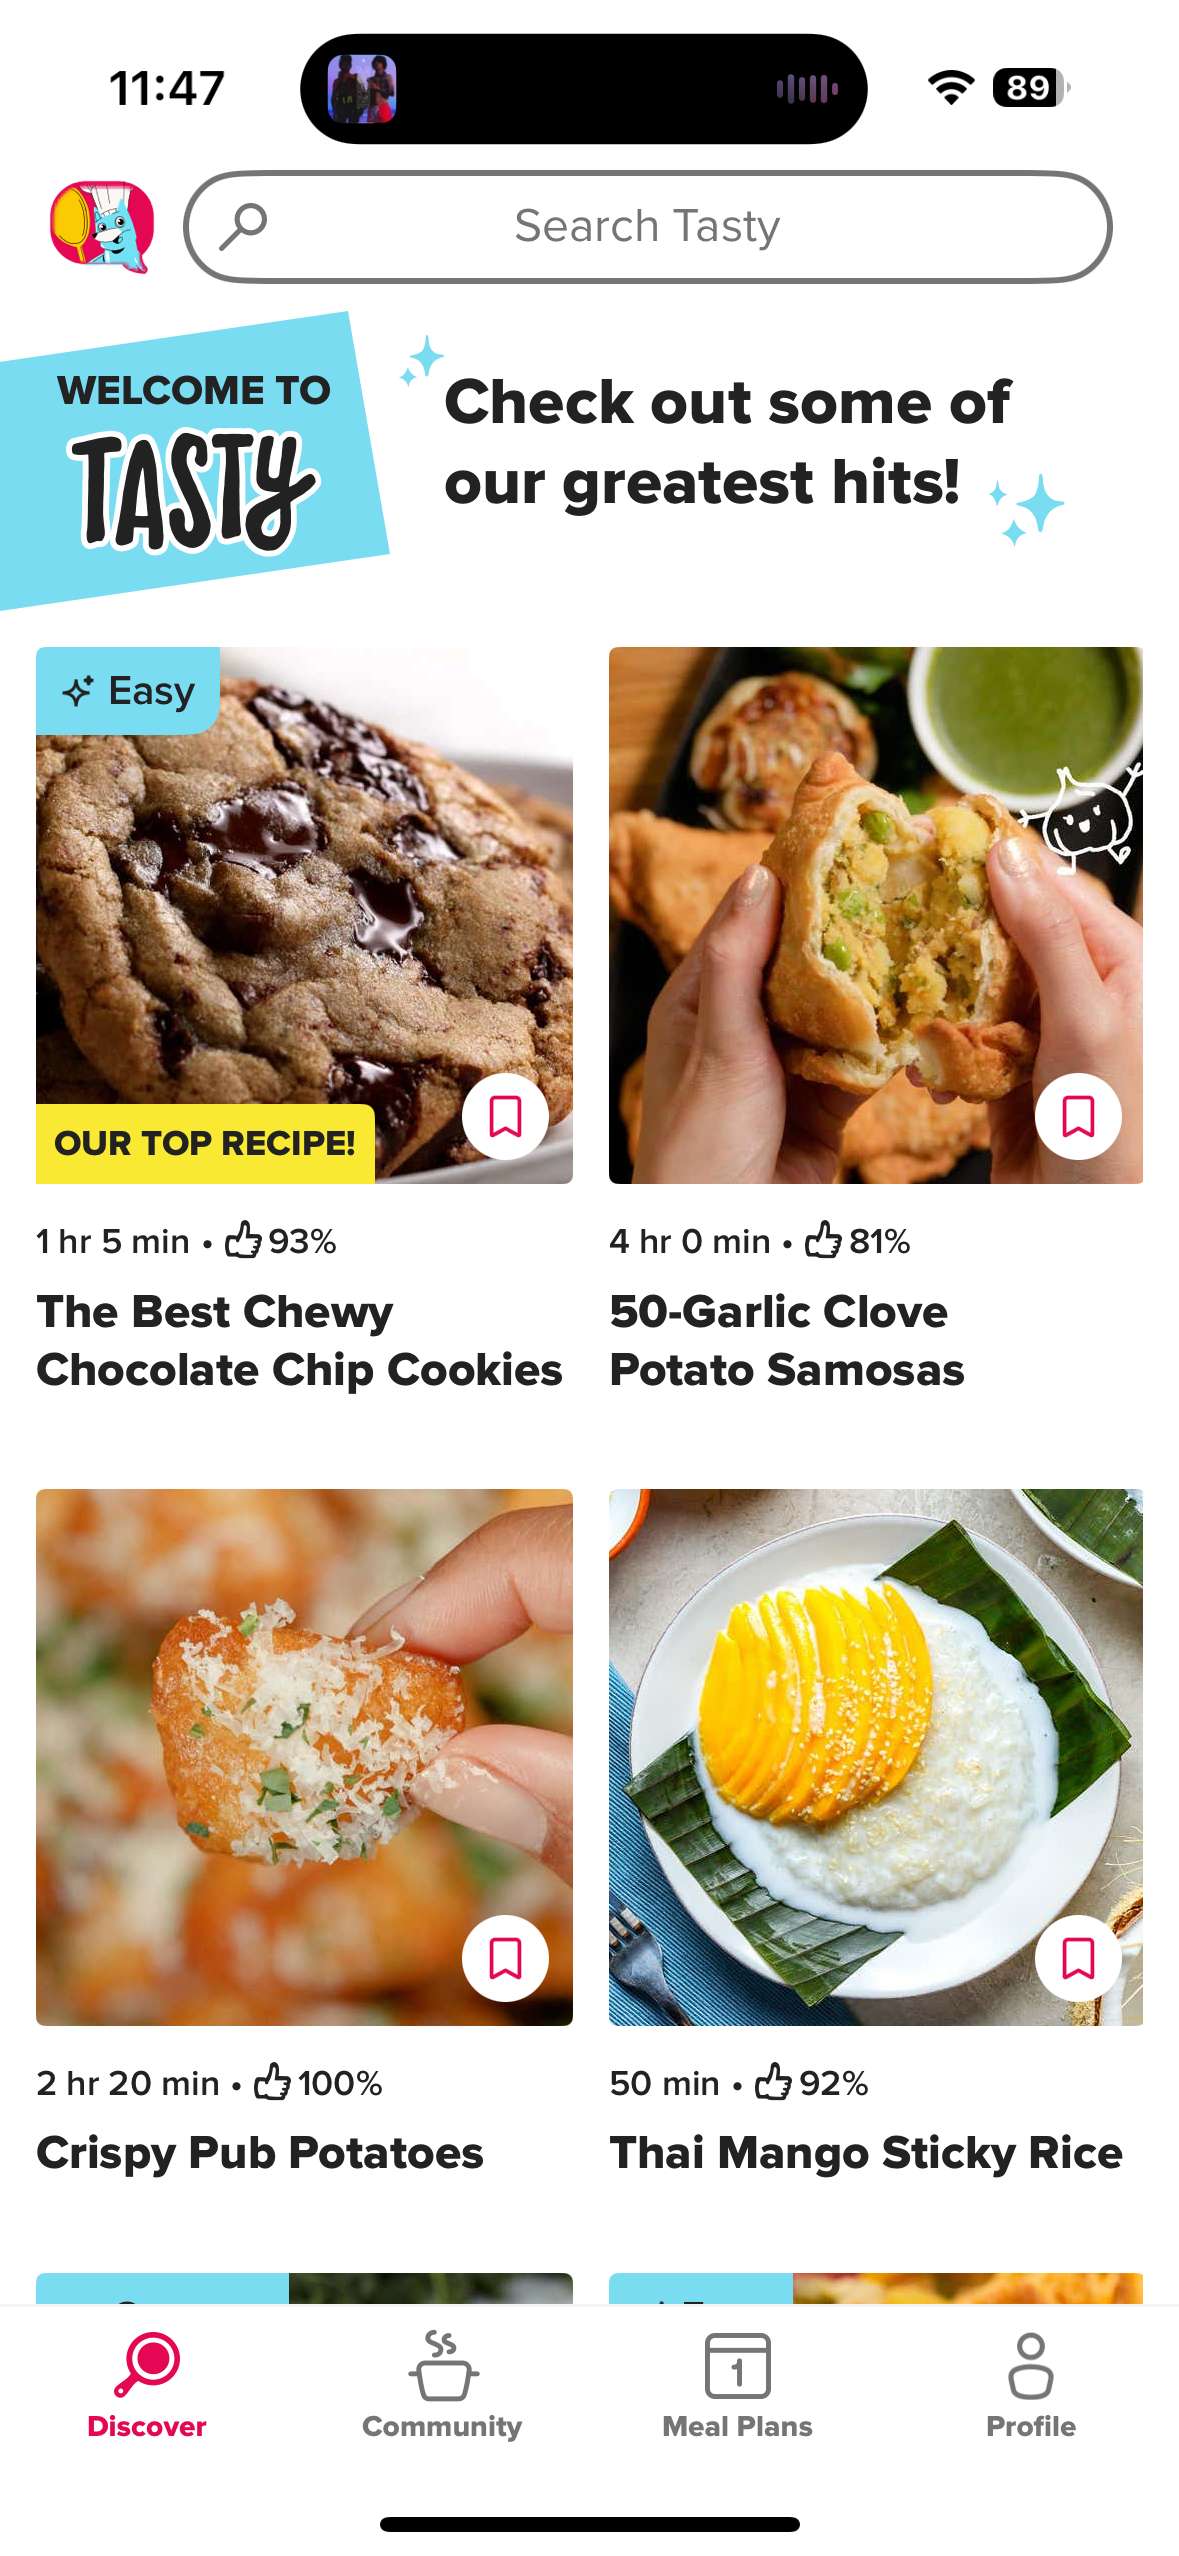 11:47
89
Search Tasty
WELCOME TO
TASTY
Check out some of
our greatest hits!
Easy
OUR TOP RECIPE!
1 hr 5 min • 93%
The Best Chewy
Chocolate Chip Cookies
4 hr 0 min • 81%
50-Garlic Clove
Potato Samosas
2 hr 20 min • 100%
Crispy Pub Potatoes
50 min • 92%
Thai Mango Sticky Rice
1
Discover
Community
Meal Plans
Profile